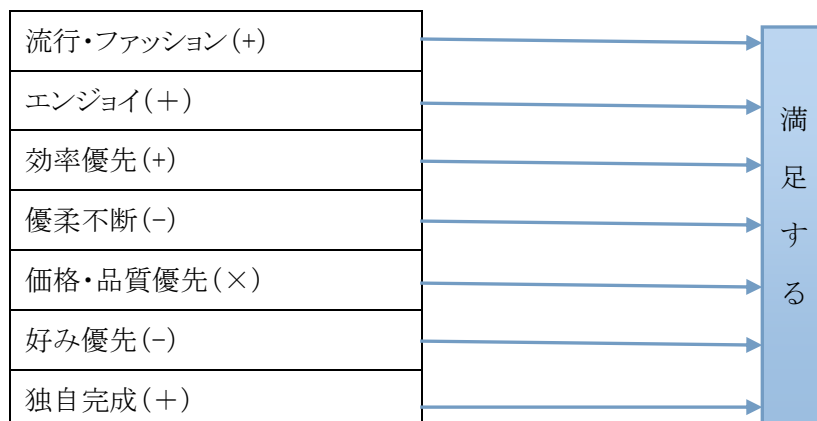 流行・ファッション(+)
エンジョイ(＋)
効率優先(+)
優柔不断(−)
価格・品質優先(×)
好み優先(−)
独自完成(＋)
満足する